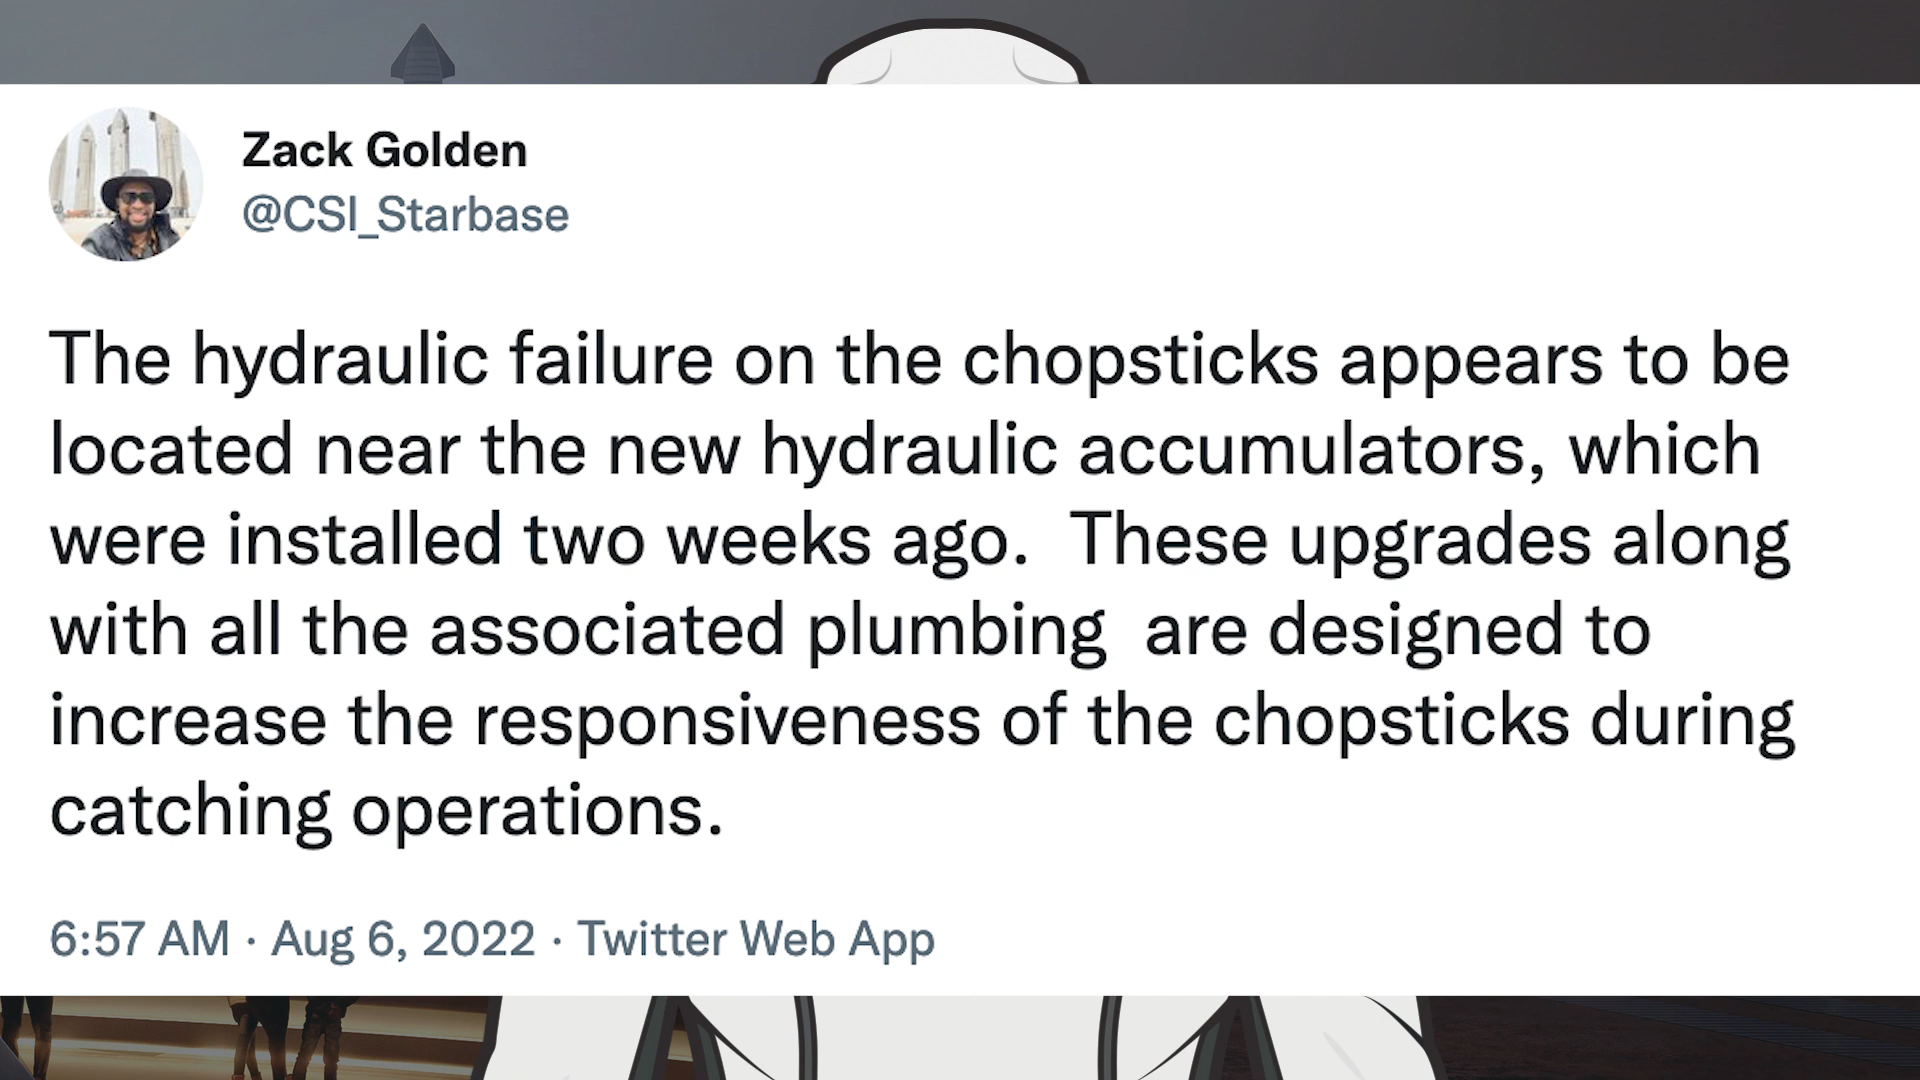 Zack Golden
@CSI_Starbase
The hydraulic failure on the chopsticks appears to be
located near the new hydraulic accumulators, which
were installed two weeks ago.  These upgrades along
with all the associated plumbing  are designed to
increase the responsiveness of the chopsticks during
catching operations.
6:57 AM · Aug 6, 2022 · Twitter Web App